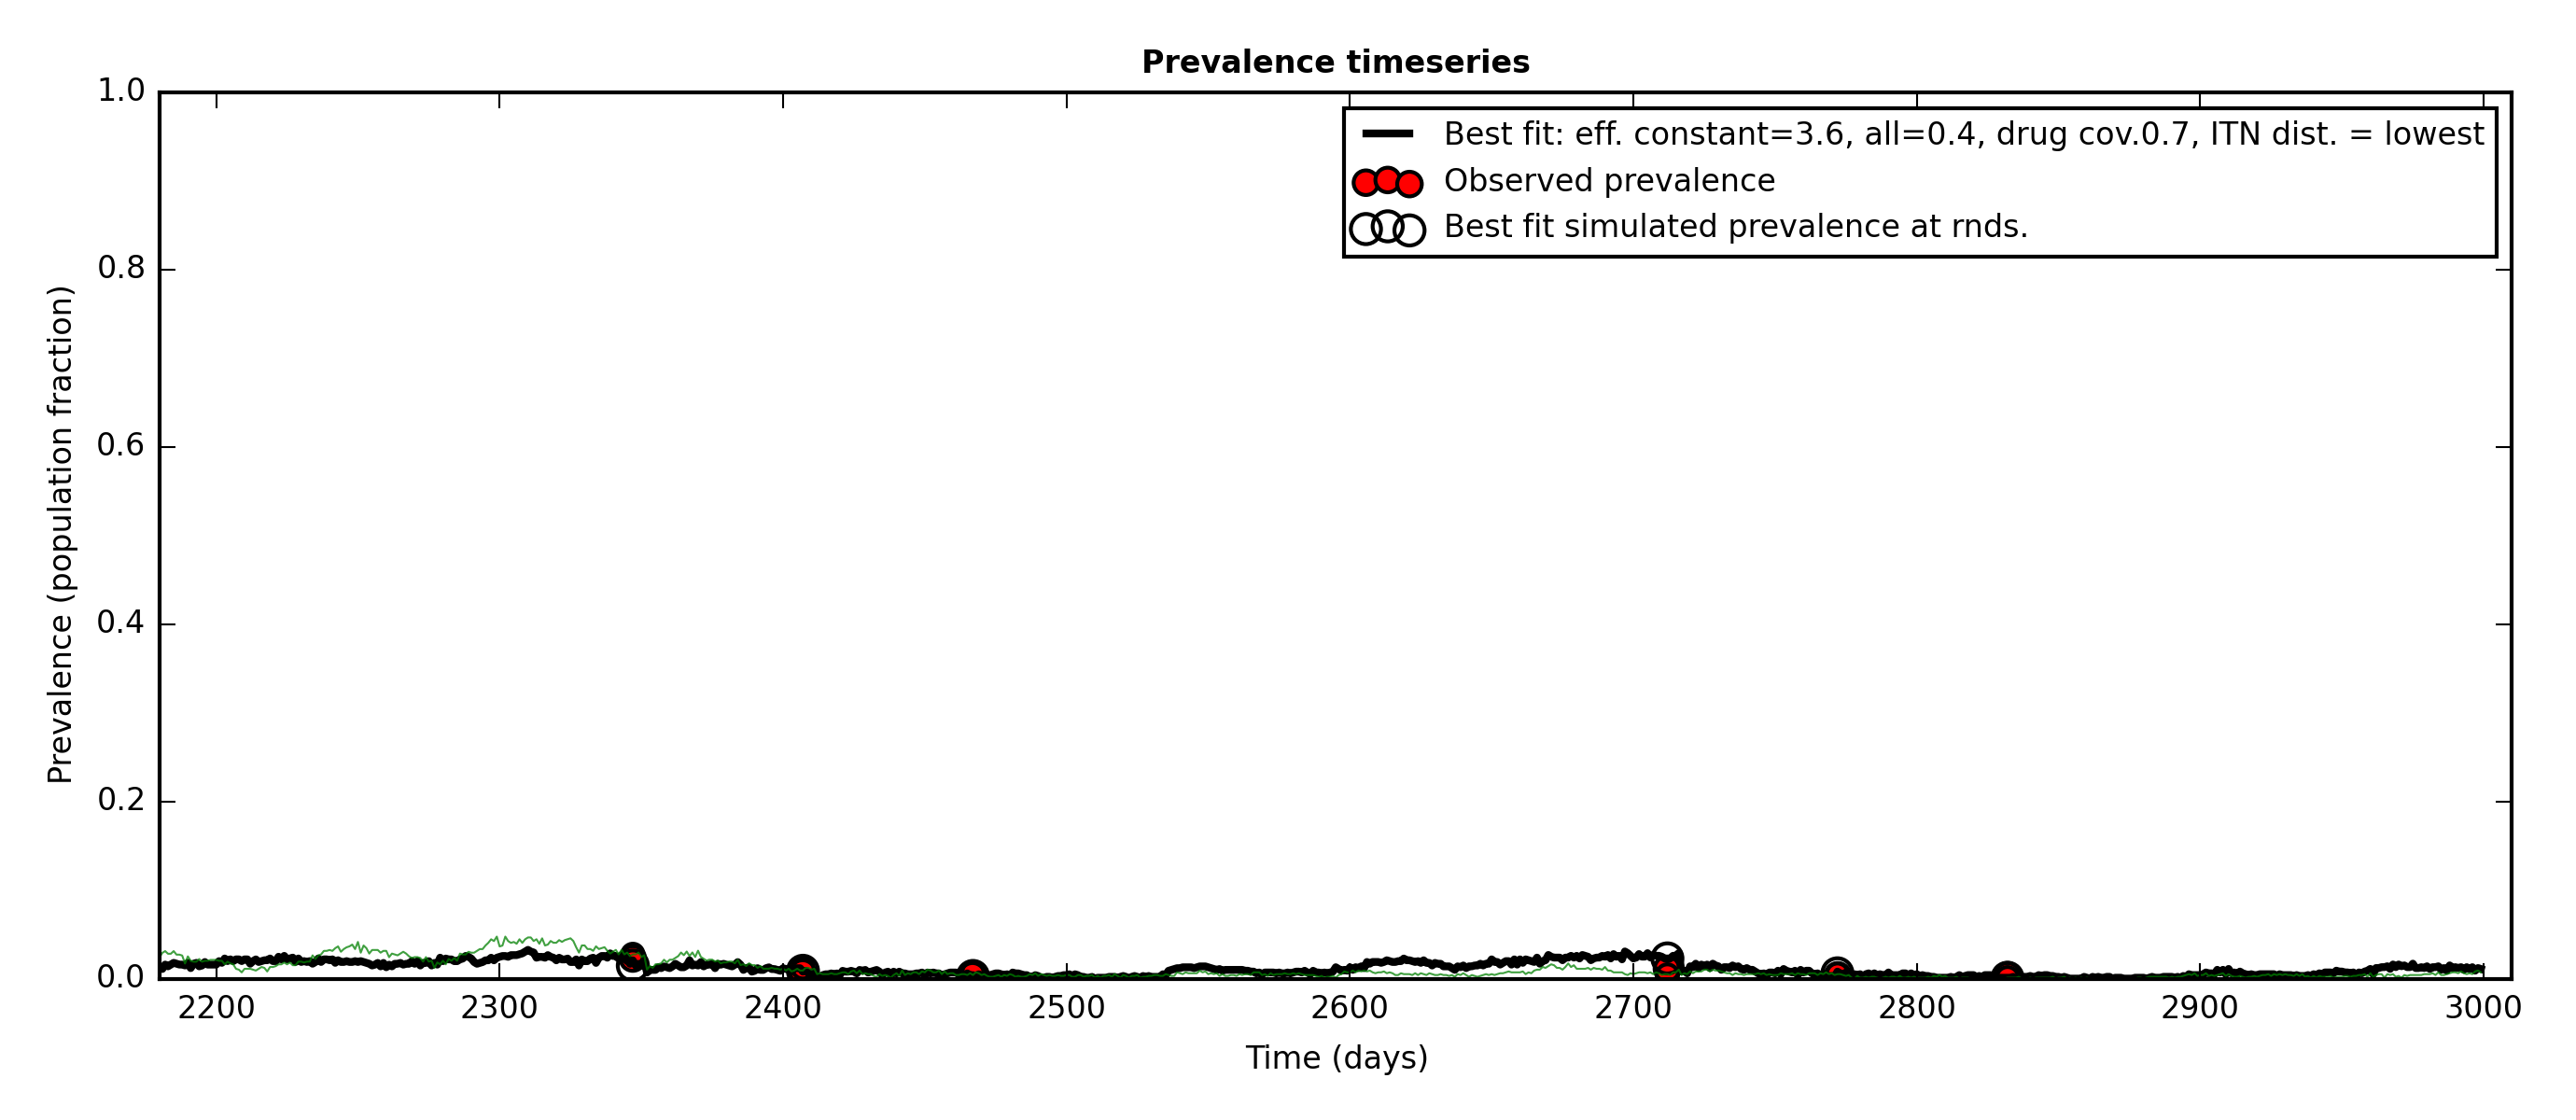 Prevalence timeseries
1.0
0.8
0.6
0.4
0.2
0.0
Prevalence (population fraction)
Best fit: eff. constant=3.6, all=0.4, drug cov.0.7, ITN dist. = lowest
Observed prevalence
Best fit simulated prevalence at rnds.
2200 2300 2400 2500 2600 2700 2800 2900 3000
Time (days)